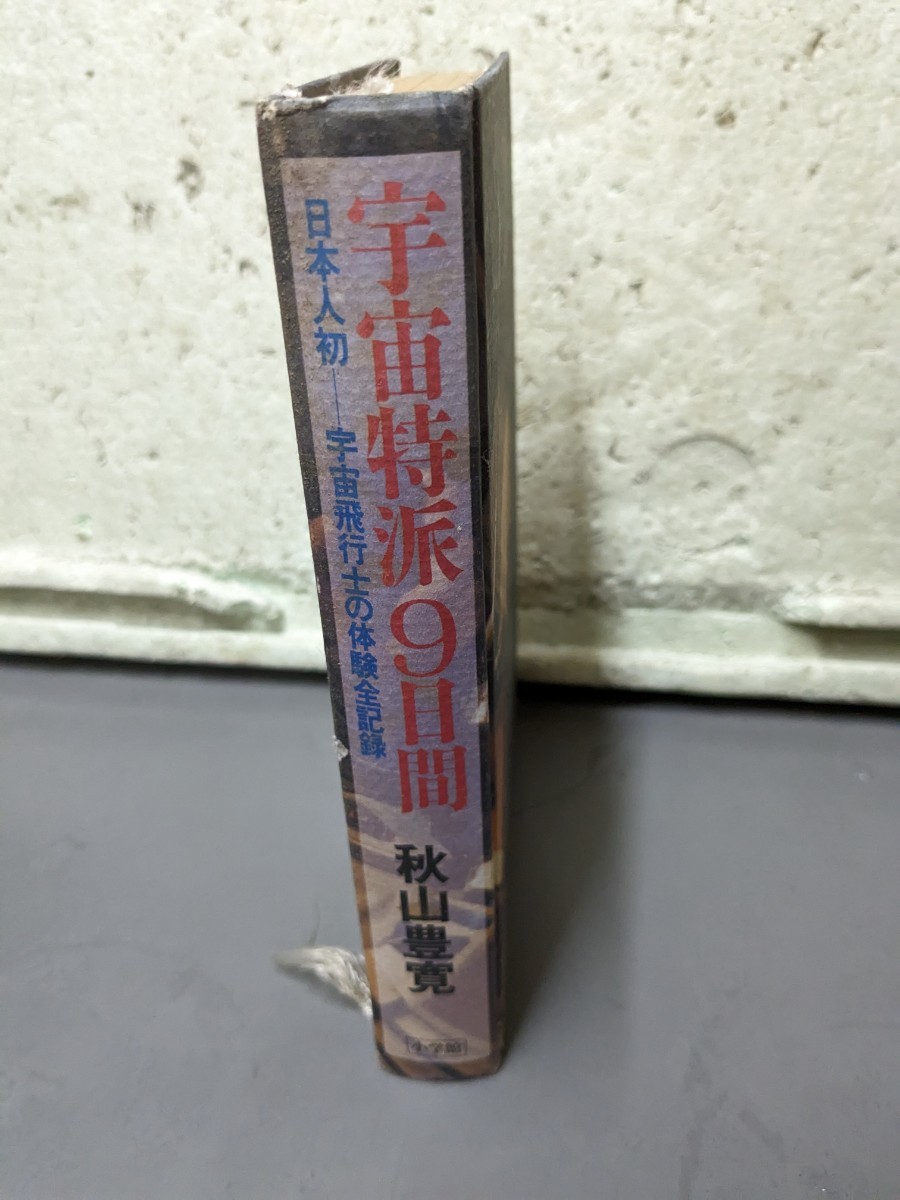 宇宙特派9日間
日本人初──宇宙飛行士の体験全記録
秋山豊寛
小学館